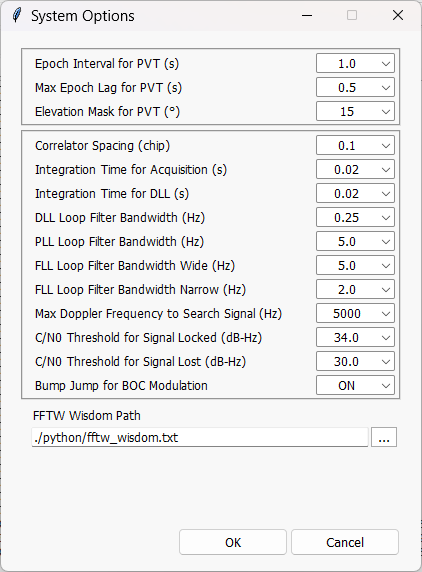 System Options
Epoch Interval for PVT (s) 1.0
Max Epoch Lag for PVT (s) 0.5
Elevation Mask for PVT (°) 15
Correlator Spacing (chip) 0.1
Integration Time for Acquisition (s) 0.02
Integration Time for DLL (s) 0.02
DLL Loop Filter Bandwidth (Hz) 0.25
PLL Loop Filter Bandwidth (Hz) 5.0
FLL Loop Filter Bandwidth Wide (Hz) 5.0
FLL Loop Filter Bandwidth Narrow (Hz) 2.0
Max Doppler Frequency to Search Signal (Hz) 5000
C/N0 Threshold for Signal Locked (dB-Hz) 34.0
C/N0 Threshold for Signal Lost (dB-Hz) 30.0
Bump Jump for BOC Modulation ON
FFTW Wisdom Path
./python/fftw_wisdom.txt ...
OK Cancel